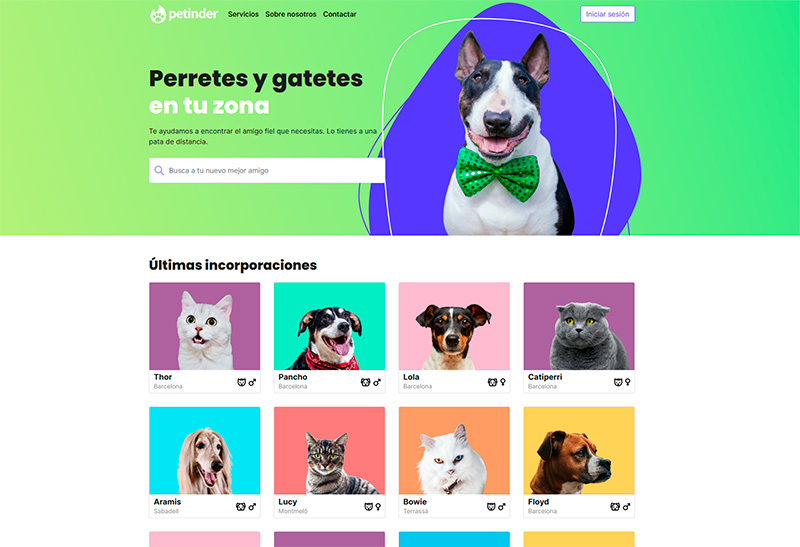 petinder Servicios Sobre nosotros Contactar Iniciar sesión
Perretes y gatetes
en tu zona
Te ayudamos a encontrar el amigo fiel que necesitas. Lo tienes a una
pata de distancia.
Busca a tu nuevo mejor amigo
Últimas incorporaciones
Thor
Barcelona
Pancho
Barcelona
Lola
Barcelona
Catiperri
Barcelona
Aramis
Sabadell
Lucy
Montmeló
Bowie
Terrassa
Floyd
Barcelona